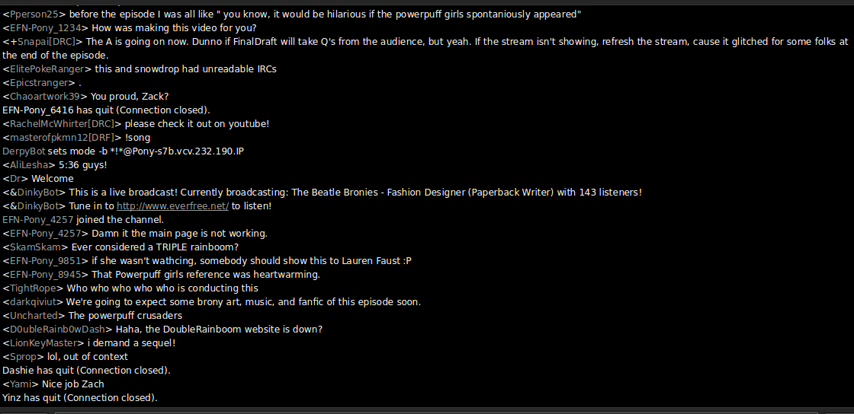 <Pperson25> before the episode I was all like " you know, it would be hilarious if the powerpuff girls spontaniously appeared"
<EFN-Pony_1234> How was making this video for you?
<+Snapai[DRC]> The A is going on now. Dunno if FinalDraft will take Q's from the audience, but yeah. If the stream isn't showing, refresh the stream, cause it glitched for some folks at
the end of the episode.
<ElitePokeRanger> this and snowdrop had unreadable IRCs
<Epicstranger> .
<Chaoartwork39> You proud, Zack?
EFN-Pony_6416 has quit (Connection closed).
<RachelMcWhirter[DRC]> please check it out on youtube!
<masterofpkmn12[DRF]> !song
DerpyBot sets mode -b *!*@Pony-s7b.vcv.232.190.IP
<AliLesha> 5:36 guys!
<Dr> Welcome
<&DinkyBot> This is a live broadcast! Currently broadcasting: The Beatle Bronies - Fashion Designer (Paperback Writer) with 143 listeners!
<&DinkyBot> Tune in to http://www.everfree.net/ to listen!
EFN-Pony_4257 joined the channel.
<EFN-Pony_4257> Damn it the main page is not working.
<SkamSkam> Ever considered a TRIPLE rainboom?
<EFN-Pony_9851> if she wasn't wathcing, somebody should show this to Lauren Faust :P
<EFN-Pony_8945> That Powerpuff girls reference was heartwarming.
<TightRope> Who who who who who is conducting this
<darkqiviut> We're going to expect some brony art, music, and fanfic of this episode soon.
<Uncharted> The powerpuff crusaders
<D0ubleRainb0wDash> Haha, the DoubleRainboom website is down?
<LionKeyMaster> i demand a sequel!
<Sprop> lol, out of context
Dashie has quit (Connection closed).
<Yami> Nice job Zach
Yinz has quit (Connection closed).